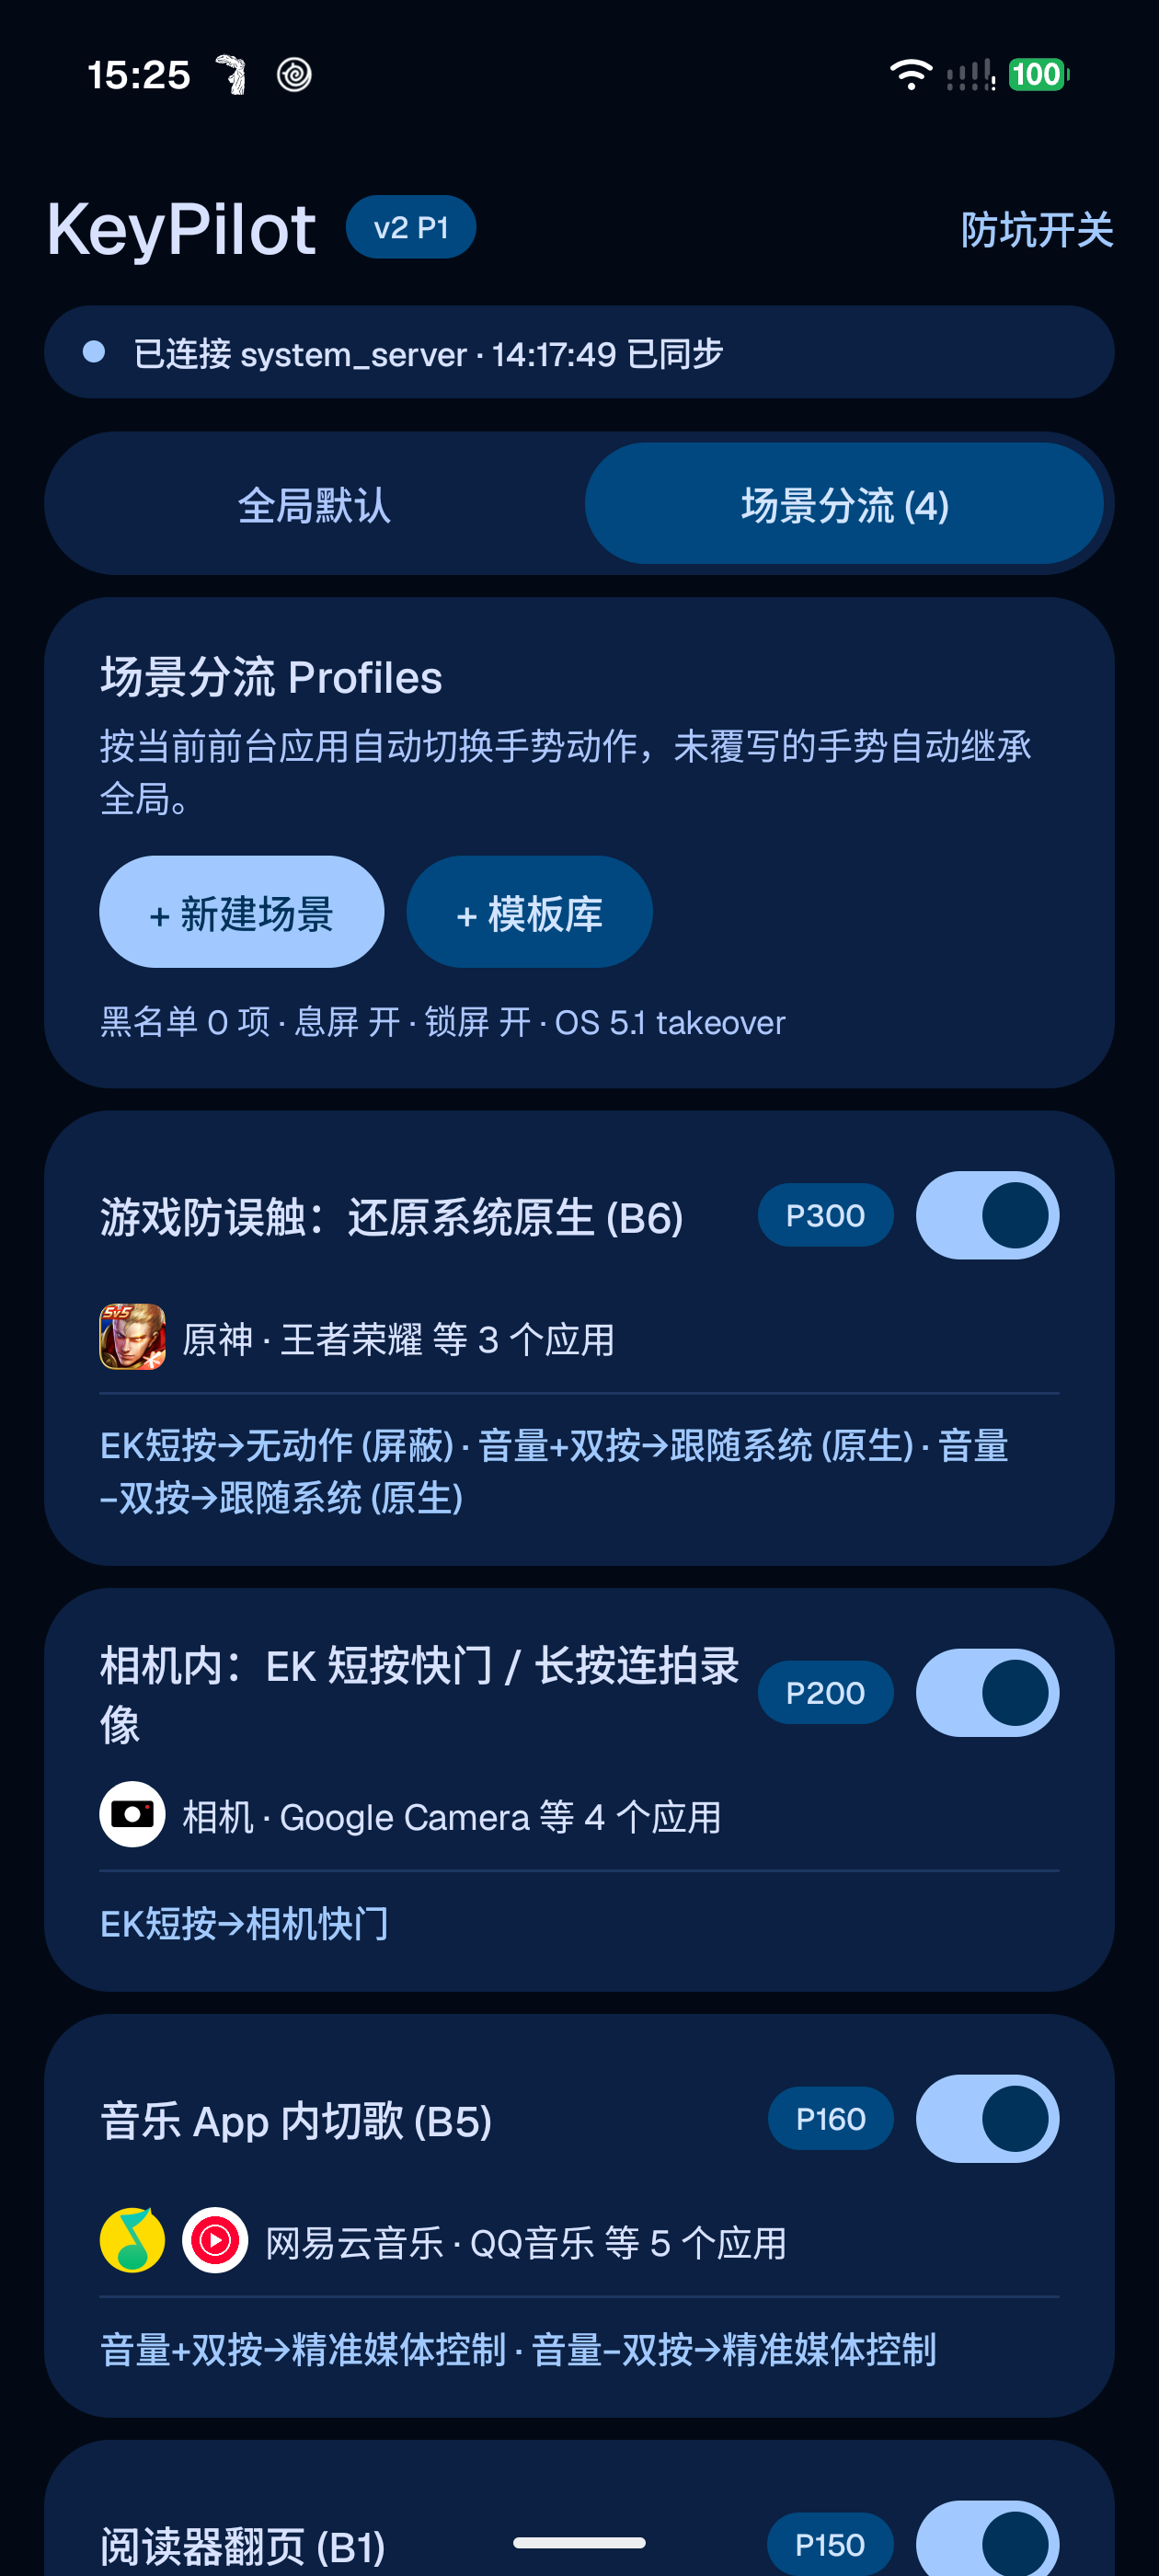 15:25
100
KeyPilot
v2 P1
防坑开关
已连接 system_server · 14:17:49 已同步
全局默认
场景分流 (4)
场景分流 Profiles
按当前前台应用自动切换手势动作，未覆写的手势自动继承
全局。
+ 新建场景
+ 模板库
黑名单 0 项 · 息屏 开 · 锁屏 开 · OS 5.1 takeover
游戏防误触：还原系统原生 (B6)
P300
5v5
原神 · 王者荣耀 等 3 个应用
EK短按→无动作 (屏蔽) · 音量+双按→跟随系统 (原生) · 音量
−双按→跟随系统 (原生)
相机内：EK 短按快门 / 长按连拍录
像
P200
相机 · Google Camera 等 4 个应用
EK短按→相机快门
音乐 App 内切歌 (B5)
P160
网易云音乐 · QQ音乐 等 5 个应用
音量+双按→精准媒体控制 · 音量−双按→精准媒体控制
阅读器翻页 (B1)
P150